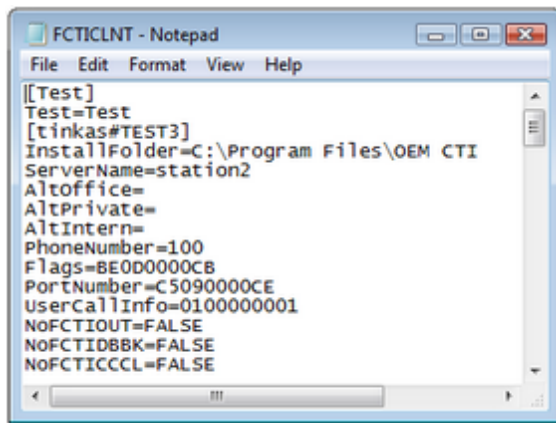 FCTICLNT - Notepad
File Edit Format View Help
[Test]
Test=Test
[tinkas#TEST3]
InstallFolder=C:\Program Files\OEM CTI
ServerName=station2
AltOffice=
AltPrivate=
AltIntern=
PhoneNumber=100
Flags=BE0D0000CB
PortNumber=C5090000CE
UserCallInfo=0100000001
NoFCTIOUT=FALSE
NoFCTIDBBK=FALSE
NoFCTICCCL=FALSE